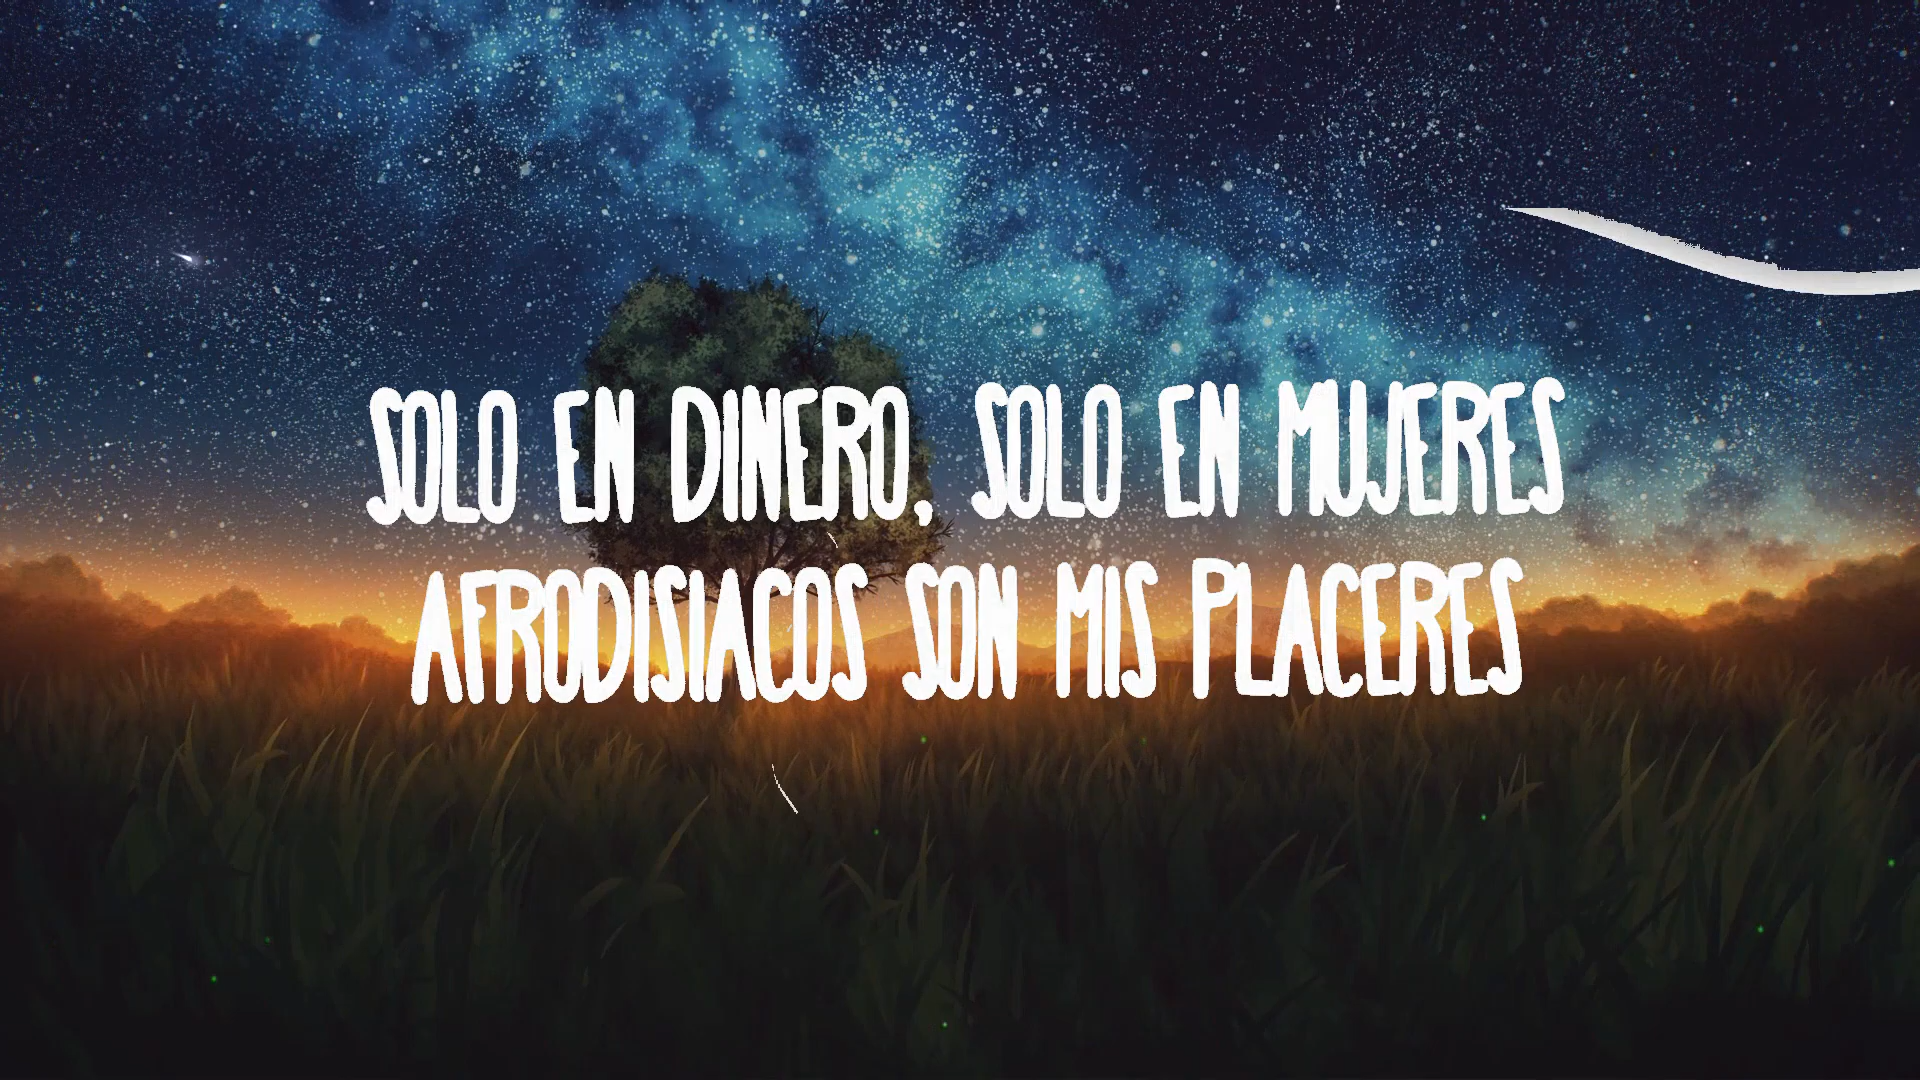 SOLO EN DINERO, SOLO EN MUJERES
AFRODISIACOS SON MIS PLACERES